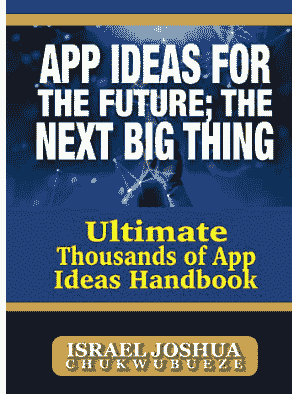 APP IDEAS FOR
THE FUTURE; THE
NEXT BIG THING
Ultimate
Thousands of App
Ideas Handbook
ISRAEL JOSHUA
CHUKWUBUEZE